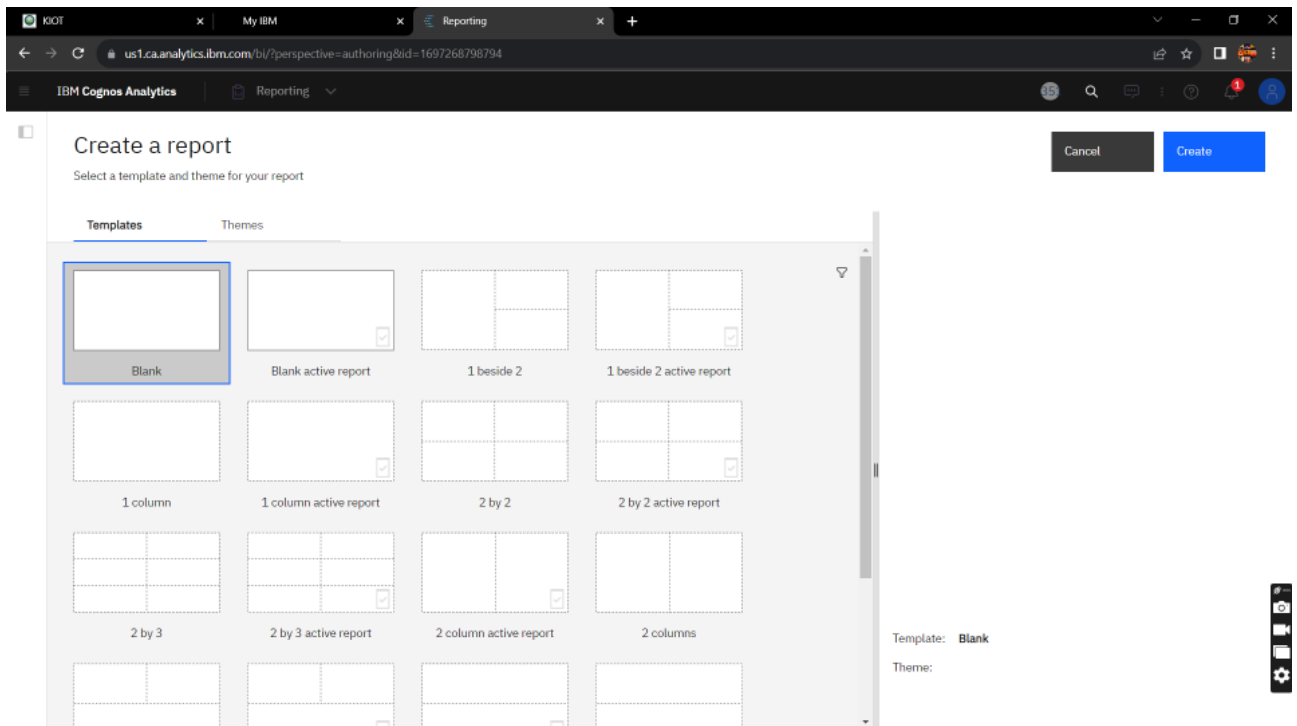 KIOT
My IBM
Reporting
us1.ca.analytics.ibm.com/bi/?perspective=authoring&id=1697268798794
IBM Cognos Analytics
Reporting
35
1
Create a report
Select a template and theme for your report
Cancel
Create
Templates
Themes
Blank
Blank active report
1 beside 2
1 beside 2 active report
1 column
1 column active report
2 by 2
2 by 2 active report
2 by 3
2 by 3 active report
2 column active report
2 columns
Template: Blank
Theme: